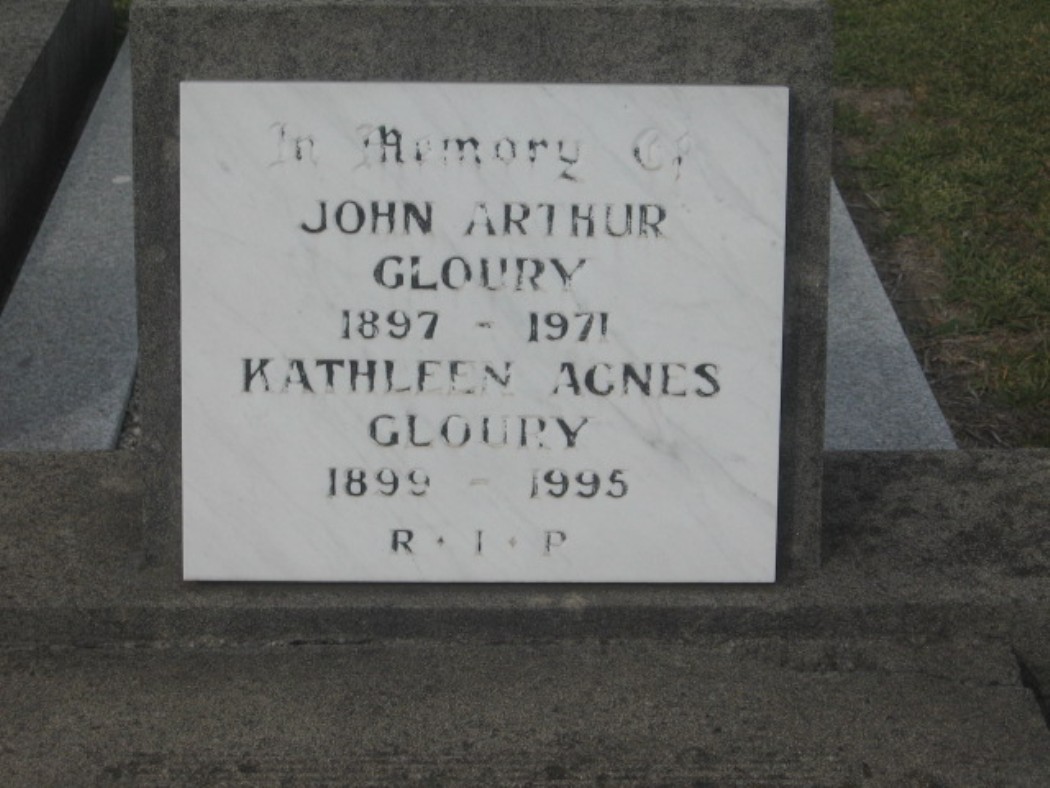 In Memory Of
JOHN ARTHUR
GLOURY
1897 - 1971
KATHLEEN AGNES
GLOURY
1899 - 1995
R · I · P